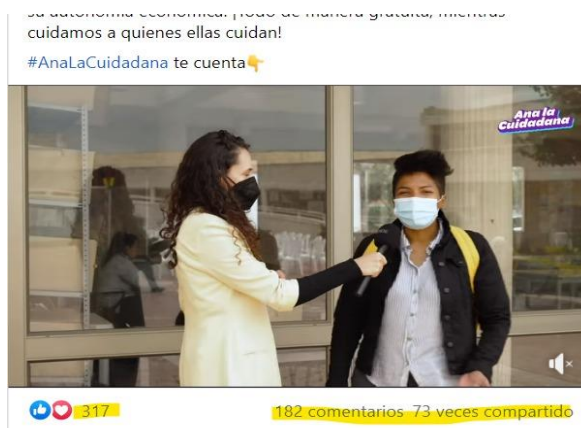 su autonomía económica. ¡Todo de manera gratuita, mientras
cuidamos a quienes ellas cuidan!
#AnaLaCuidadana te cuenta
Ana la
Cuidadana
317
182 comentarios 73 veces compartido